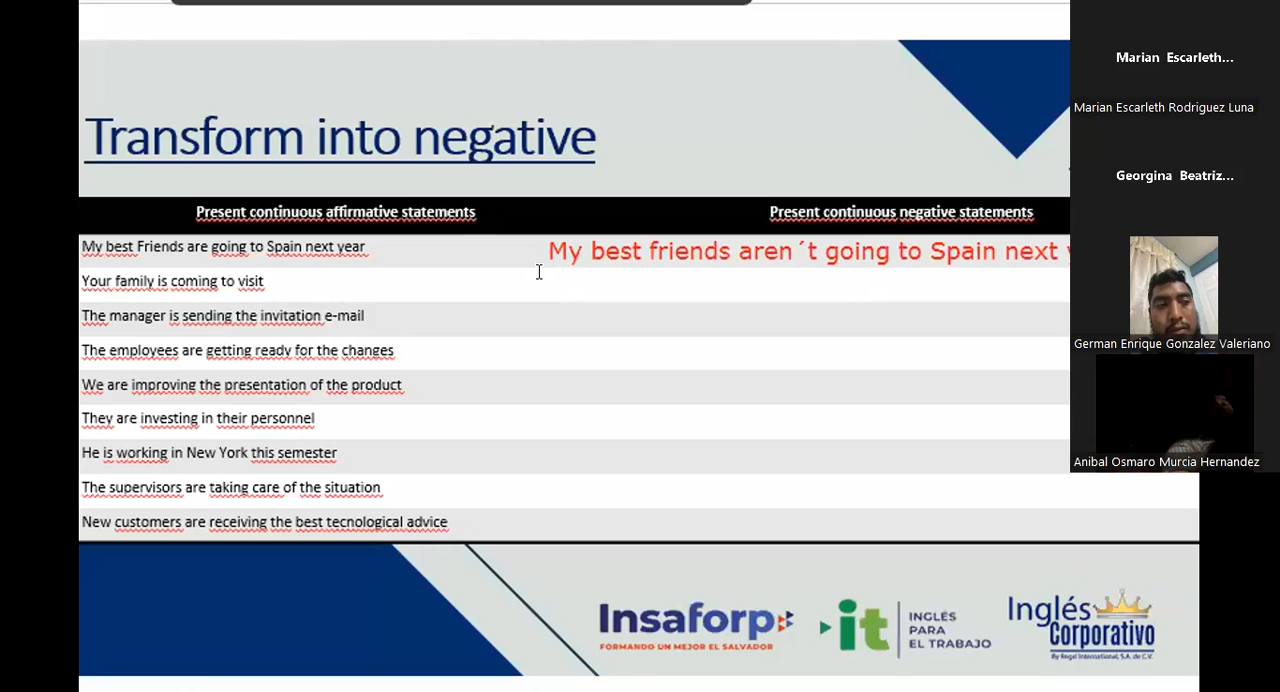 Transform into negative
Present continuous affirmative statements
Present continuous negative statements
My best Friends are going to Spain next year
My best friends aren´t going to Spain next
Your family is coming to visit
The manager is sending the invitation e-mail
The employees are getting ready for the changes
We are improving the presentation of the product
They are investing in their personnel
He is working in New York this semester
The supervisors are taking care of the situation
New customers are receiving the best tecnological advice
Insaforp
FORMANDO UN MEJOR EL SALVADOR
it
INGLÉS
PARA
EL TRABAJO
Inglés
Corporativo
By Regal International, S.A. de C.V.
Marian Escarleth...
Marian Escarleth Rodriguez Luna
Georgina Beatriz...
German Enrique Gonzalez Valeriano
Anibal Osmaro Murcia Hernandez